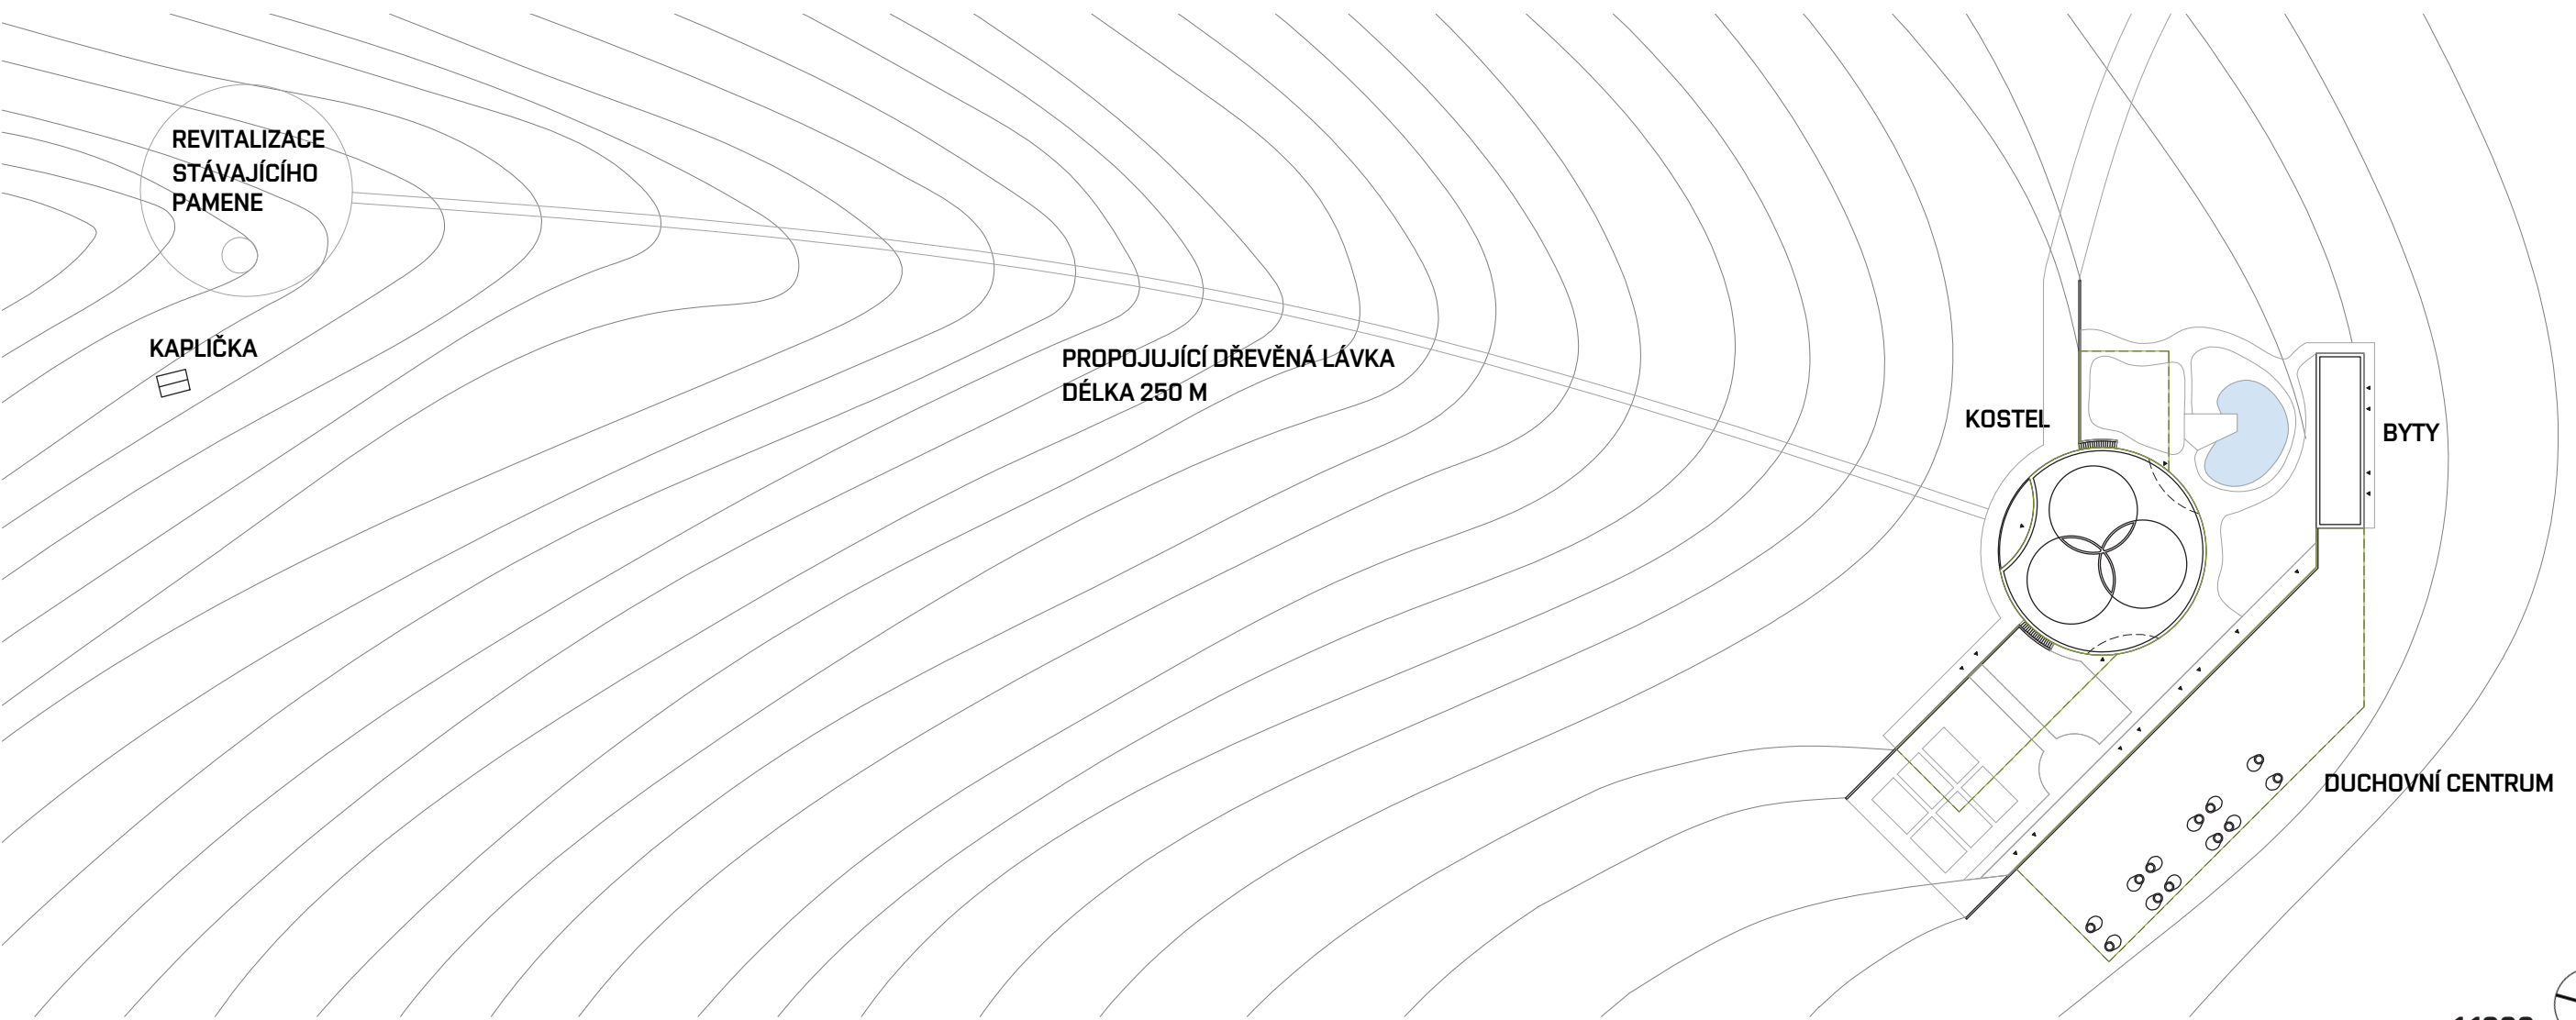 REVITALIZACE
STÁVAJÍCÍHO
PAMENE
KAPLIČKA
PROPOJUJÍCÍ DŘEVĚNÁ LÁVKA
DÉLKA 250 M
KOSTEL
BYTY
DUCHOVNÍ CENTRUM